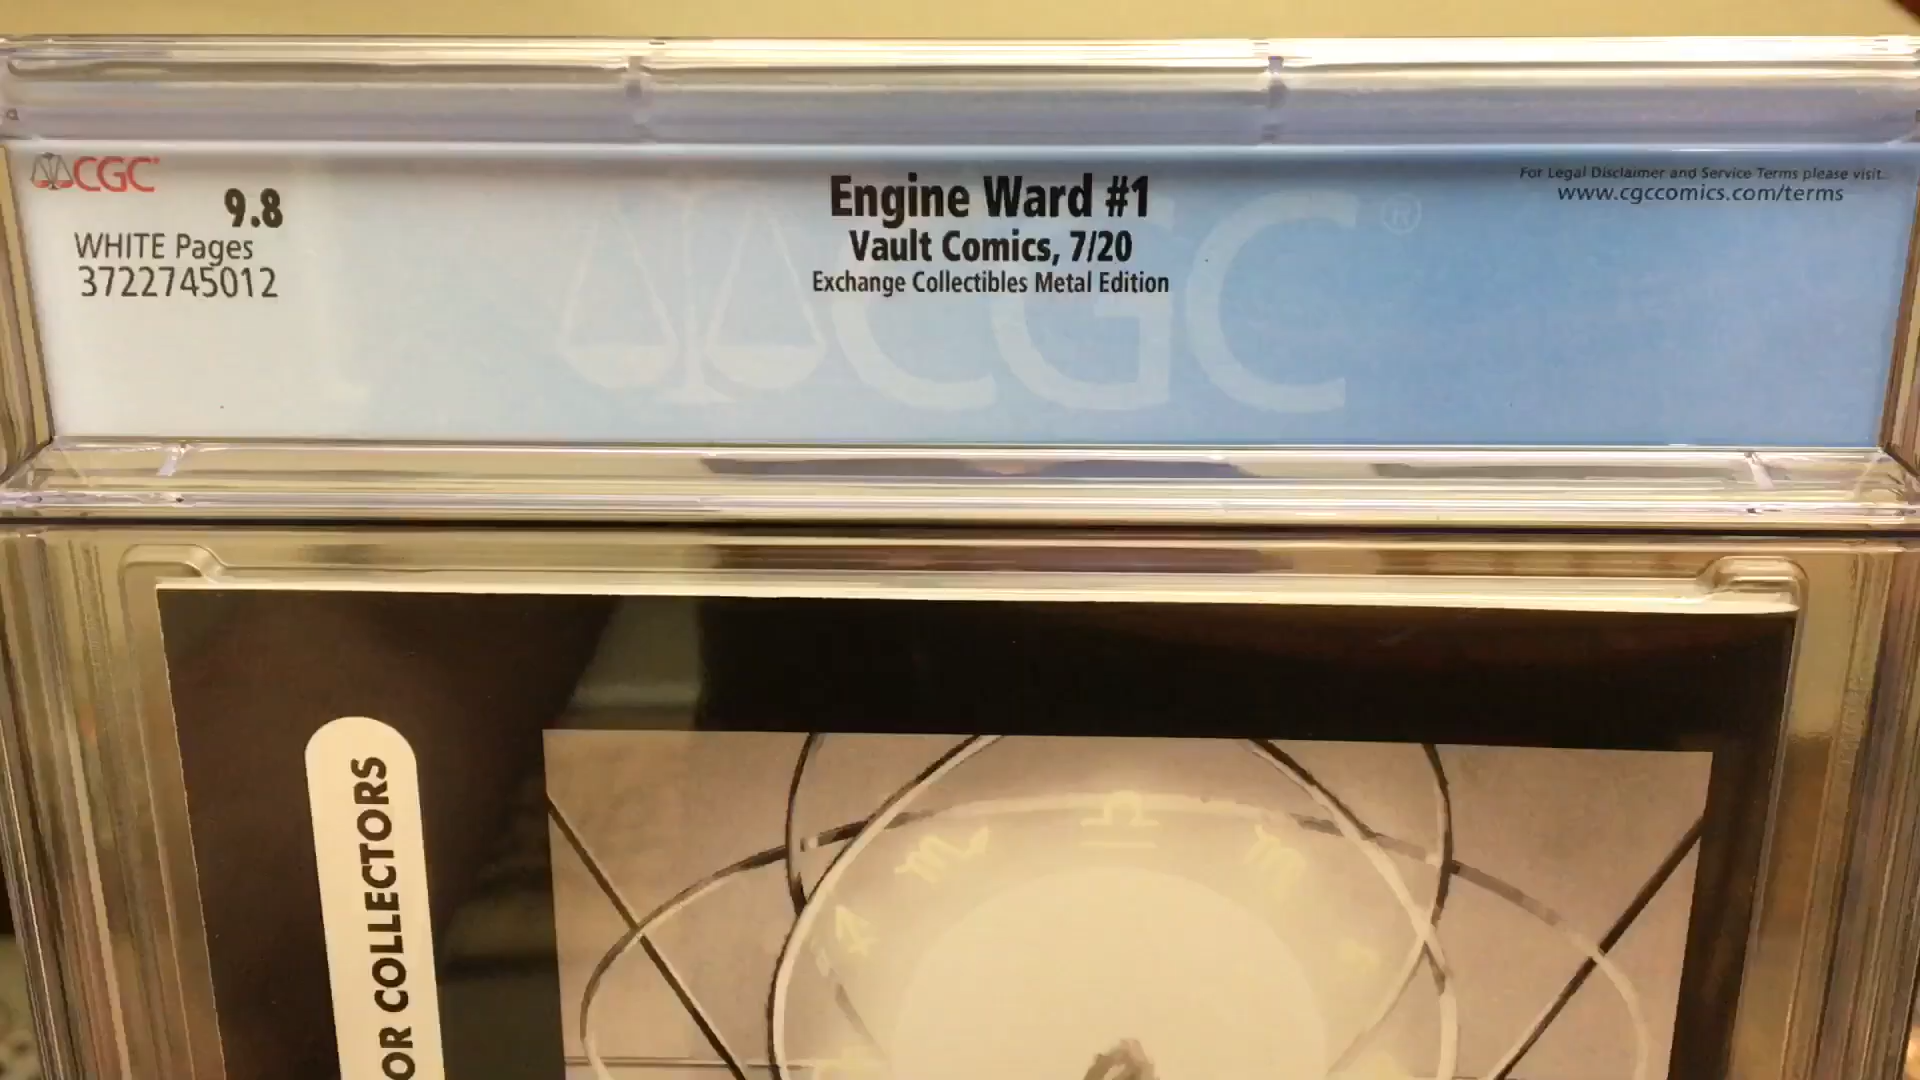 CGC
9.8
WHITE Pages
3722745012
Engine Ward #1
Vault Comics, 7/20
Exchange Collectibles Metal Edition
For Legal Disclaimer and Service Terms please visit..
www.cgccomics.com/terms
CGC®
OR COLLECTORS